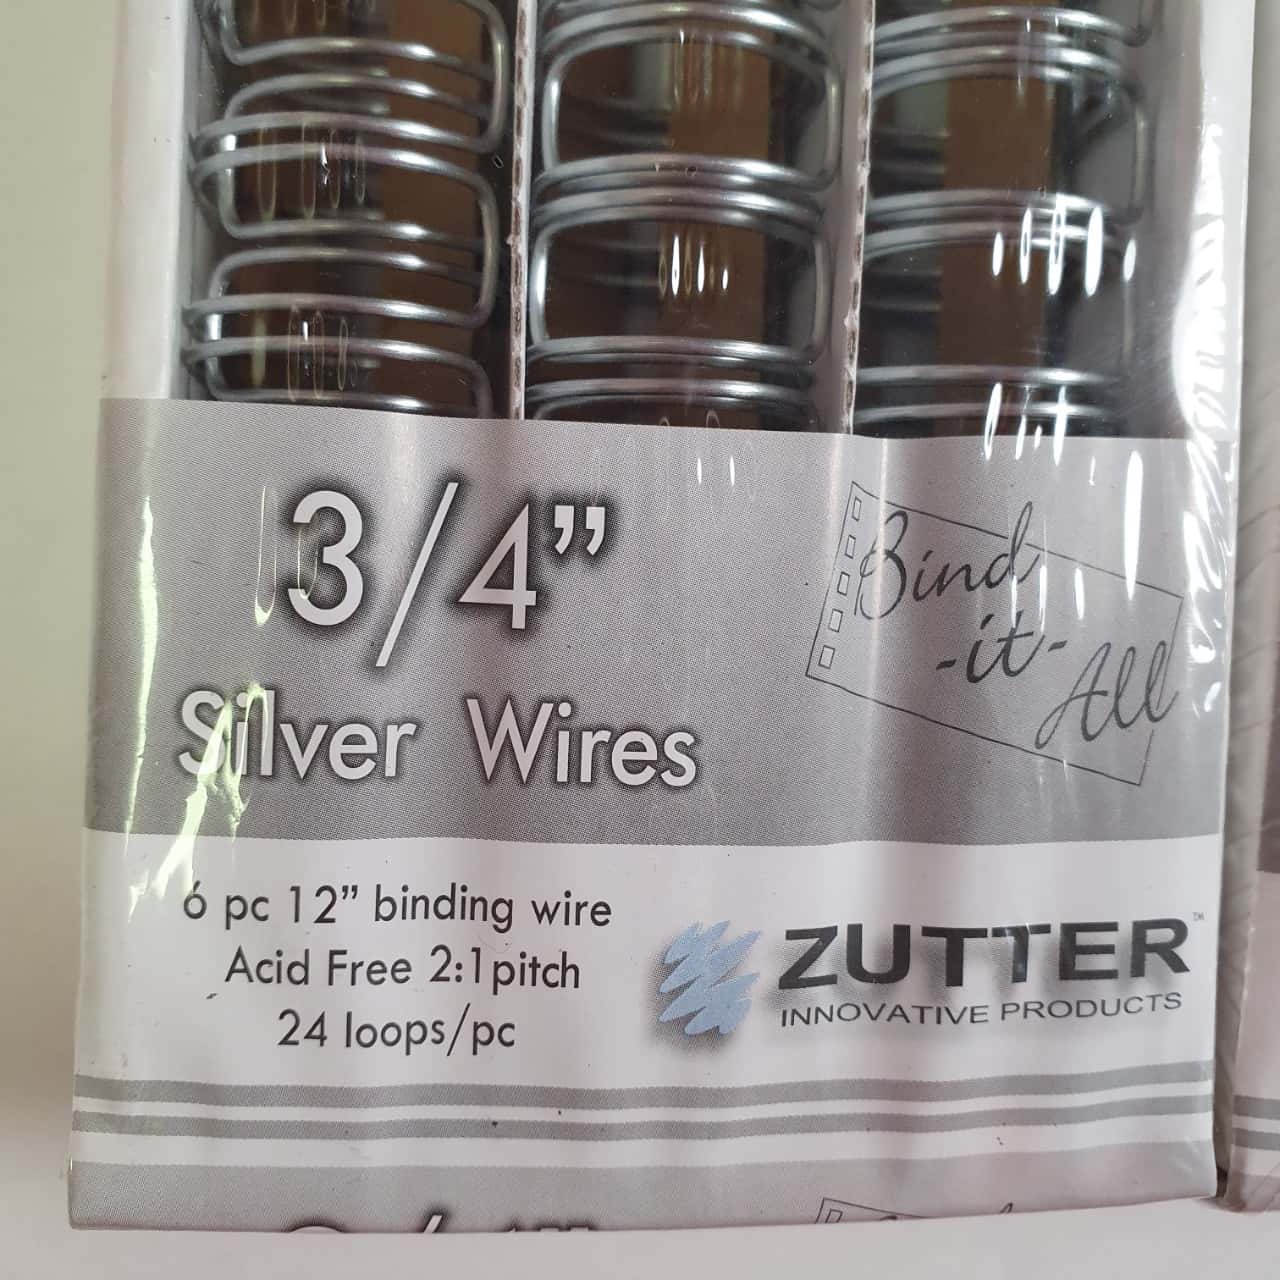 3/4”
Silver Wires
Bind
-it-
All
6 pc 12” binding wire
Acid Free 2:1pitch
24 loops/pc
ZUTTER™
INNOVATIVE PRODUCTS